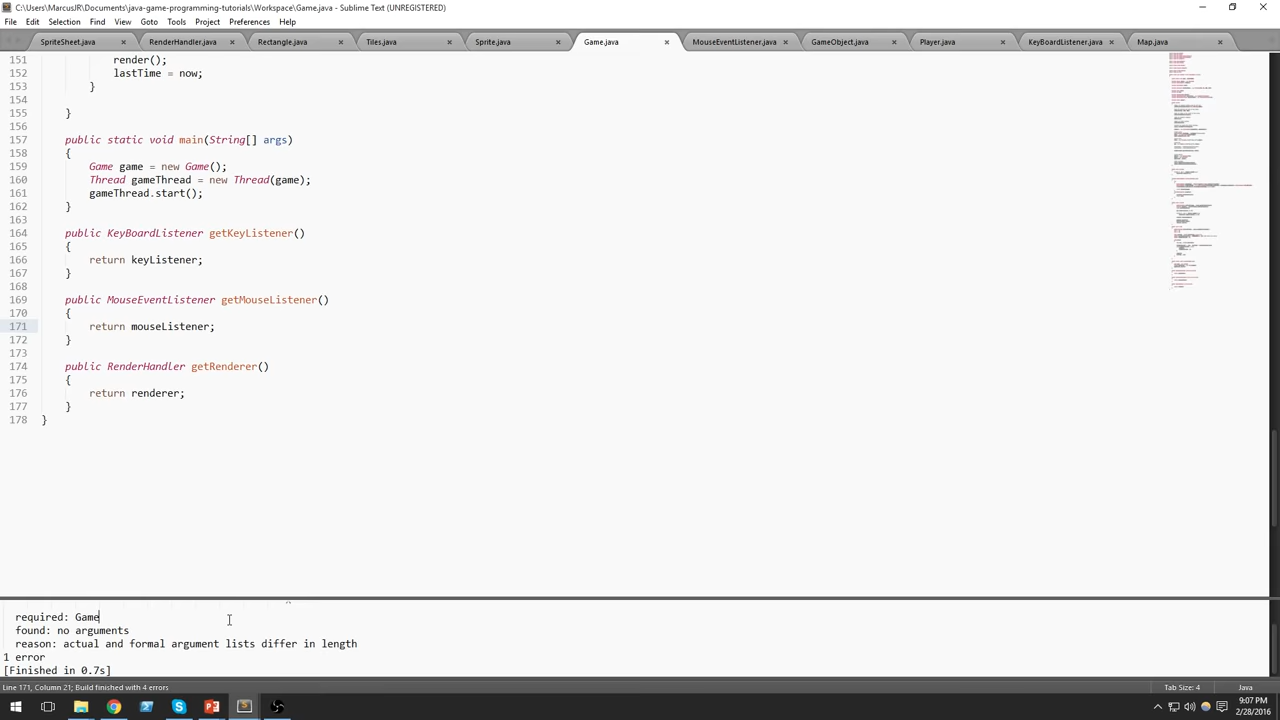 C:\Users\MarcusJR\Documents\java-game-programming-tutorials\Workspace\Game.java - Sublime Text (UNREGISTERED)
File Edit Selection Find View Goto Tools Project Preferences Help
SpriteSheet.java RenderHandler.java Rectangle.java Tiles.java Sprite.java Game.java MouseEventListener.java GameObject.java Player.java KeyBoardListener.java Map.java
151 render();
152 lastTime = now;
153 }
154
155 }
156
157 public static void main(String[] args)
158 {
159 Game game = new Game();
160 Thread gameThread = new Thread(game);
161 gameThread.start();
162 }
163
164 public KeyBoardListener getKeyListener()
165 {
166 return keyListener;
167 }
168
169 public MouseEventListener getMouseListener()
170 {
171 return mouseListener;
172 }
173
174 public RenderHandler getRenderer()
175 {
176 return renderer;
177 }
178 }
required: Game
found: no arguments
reason: actual and formal argument lists differ in length
1 error
[Finished in 0.7s]
Line 171, Column 21; Build finished with 4 errors Tab Size: 4 Java
9:07 PM
2/28/2016